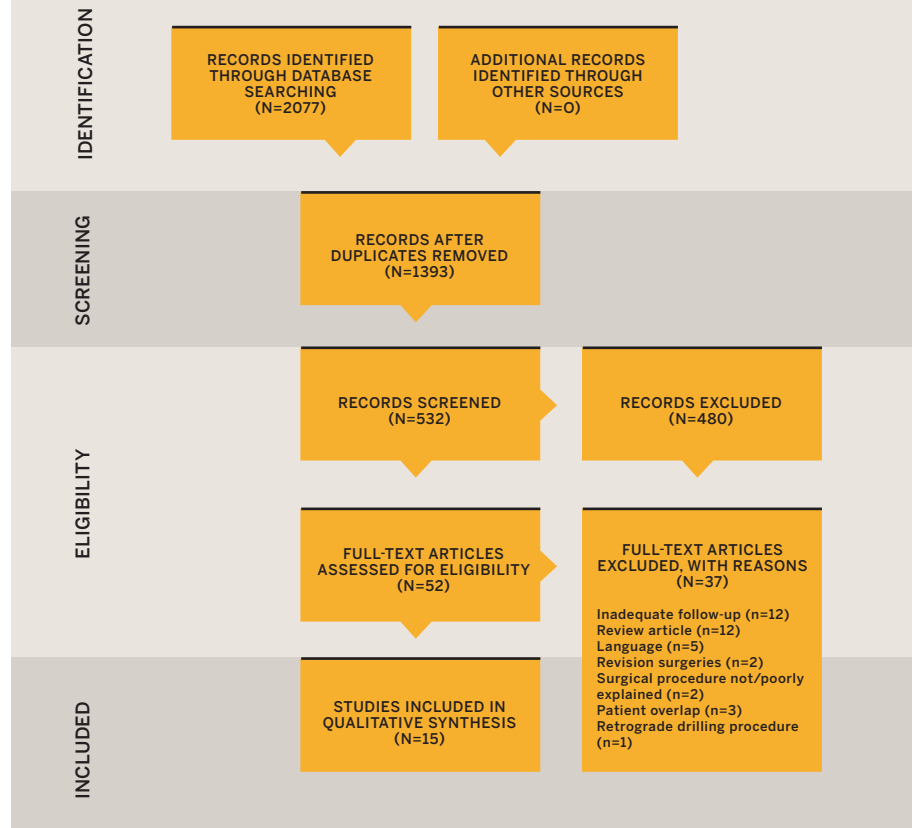 IDENTIFICATION
RECORDS IDENTIFIED
THROUGH DATABASE
SEARCHING
(N=2077)
ADDITIONAL RECORDS
IDENTIFIED THROUGH
OTHER SOURCES
(N=0)
SCREENING
RECORDS AFTER
DUPLICATES REMOVED
(N=1393)
ELIGIBILITY
RECORDS SCREENED
(N=532)
RECORDS EXCLUDED
(N=480)
FULL-TEXT ARTICLES
ASSESSED FOR ELIGIBILITY
(N=52)
FULL-TEXT ARTICLES
EXCLUDED, WITH REASONS
(N=37)
Inadequate follow-up (n=12)
Review article (n=12)
Language (n=5)
Revision surgeries (n=2)
Surgical procedure not/poorly
explained (n=2)
Patient overlap (n=3)
Retrograde drilling procedure
(n=1)
INCLUDED
STUDIES INCLUDED IN
QUALITATIVE SYNTHESIS
(N=15)